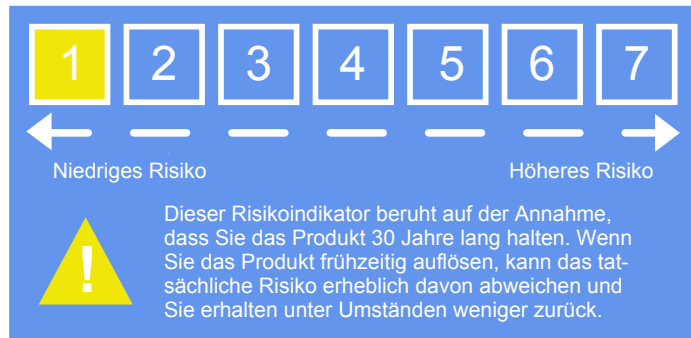 1 2 3 4 5 6 7
Niedriges Risiko Höheres Risiko
!
Dieser Risikoindikator beruht auf der Annahme,
dass Sie das Produkt 30 Jahre lang halten. Wenn
Sie das Produkt frühzeitig auflösen, kann das tat-
sächliche Risiko erheblich davon abweichen und
Sie erhalten unter Umständen weniger zurück.